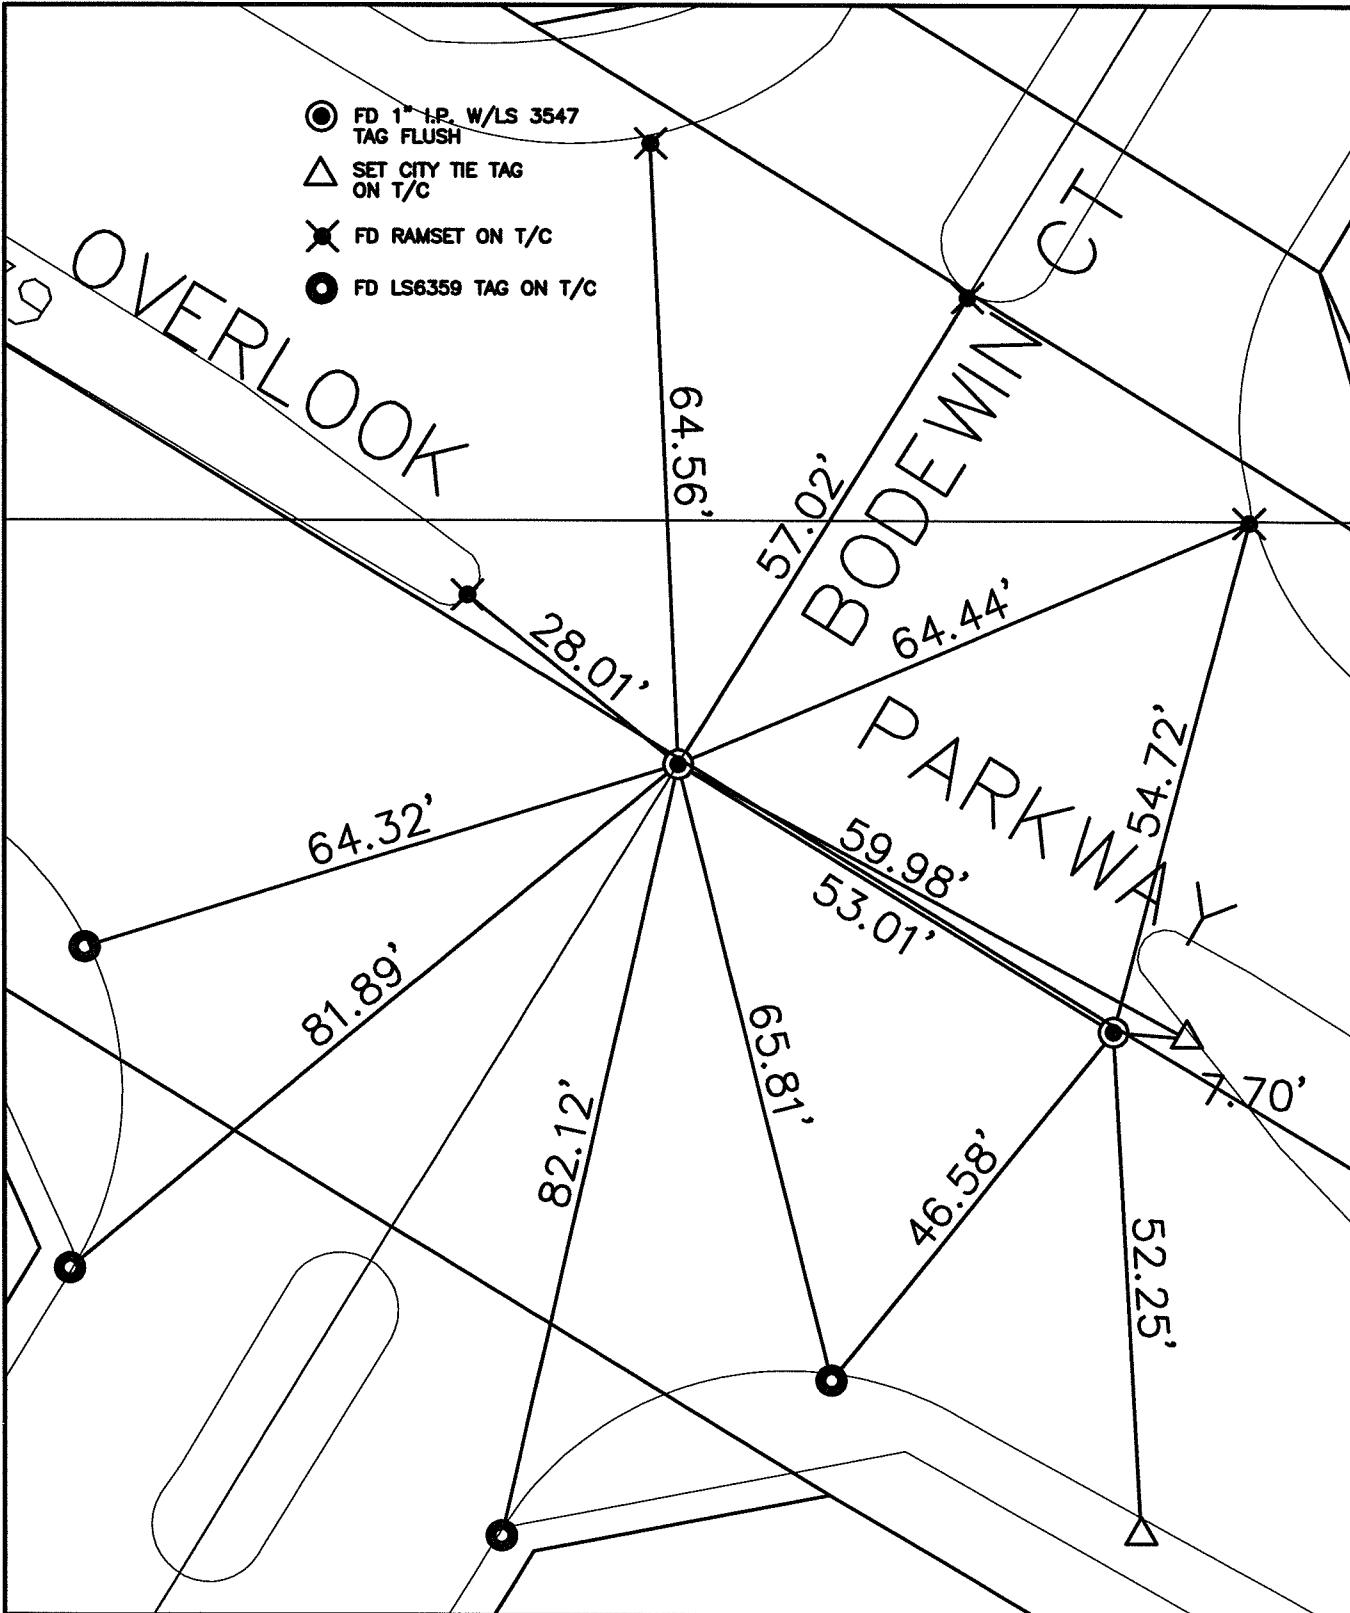 FD 1" I.P. W/LS 3547
TAG FLUSH
SET CITY TIE TAG
ON T/C
FD RAMSET ON T/C
FD LS6359 TAG ON T/C
OVERLOOK
BODEWIN CT
PARKWAY
64.56'
57.02'
28.01'
64.44'
54.72'
64.32'
59.98'
53.01'
81.89'
65.81'
82.12'
7.70'
46.58'
52.25'